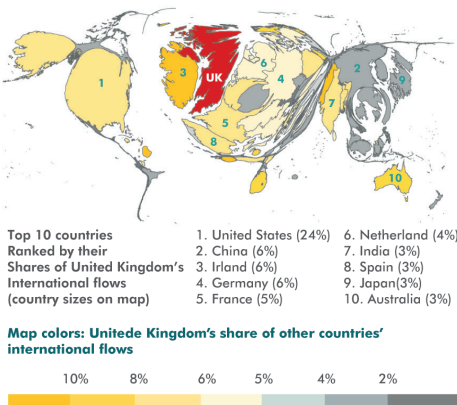 1
3
UK
6
4
5
8
7
2
9
10
Top 10 countries
Ranked by their
Shares of United Kingdom's
International flows
(country sizes on map)
1. United States (24%)
2. China (6%)
3. Irland (6%)
4. Germany (6%)
5. France (5%)
6. Netherland (4%)
7. India (3%)
8. Spain (3%)
9. Japan(3%)
10. Australia (3%)
Map colors: Unitede Kingdom's share of other countries'
international flows
10% 8% 6% 5% 4% 2%